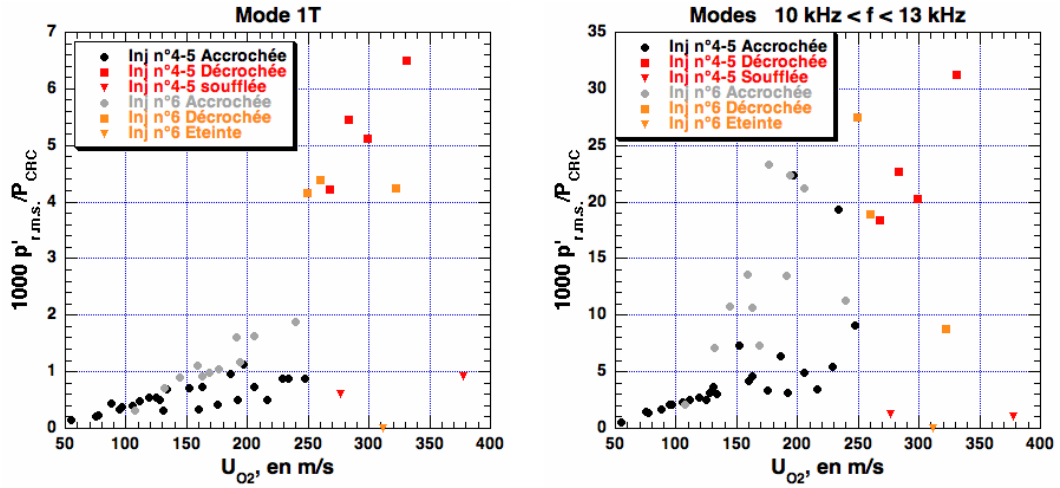 Mode 1T
1000 p'r.m.s./PCRC
7
6
5
4
3
2
1
0
Inj n°4-5 Accrochée
Inj n°4-5 Décrochée
Inj n°4-5 soufflée
Inj n°6 Accrochée
Inj n°6 Décrochée
Inj n°6 Eteinte
50 100 150 200 250 300 350 400
UO2, en m/s
Modes 10 kHz < f < 13 kHz
1000 p'r.m.s./PCRC
35
30
25
20
15
10
5
0
Inj n°4-5 Accrochée
Inj n°4-5 Décrochée
Inj n°4-5 Soufflée
Inj n°6 Accrochée
Inj n°6 Décrochée
Inj n°6 Eteinte
50 100 150 200 250 300 350 400
UO2, en m/s